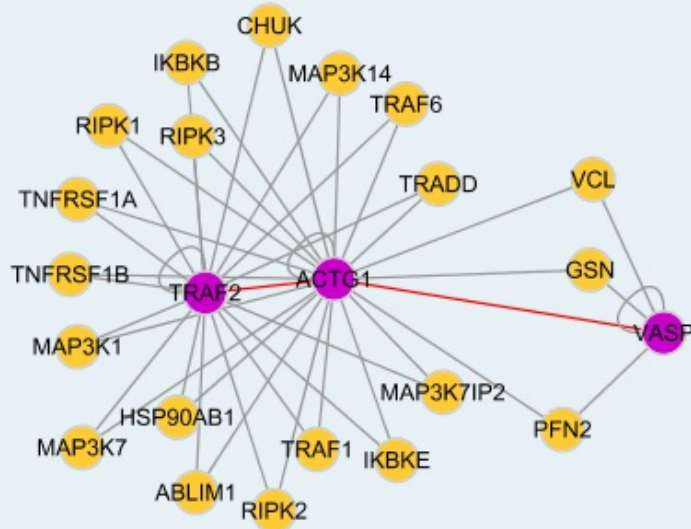 CHUK
IKBKB
MAP3K14
TRAF6
RIPK1
RIPK3
TRADD
VCL
TNFRSF1A
TNFRSF1B
GSN
TRAF2
ACTG1
VASP
MAP3K1
MAP3K7IP2
HSP90AB1
PFN2
MAP3K7
TRAF1
IKBKE
ABLIM1
RIPK2